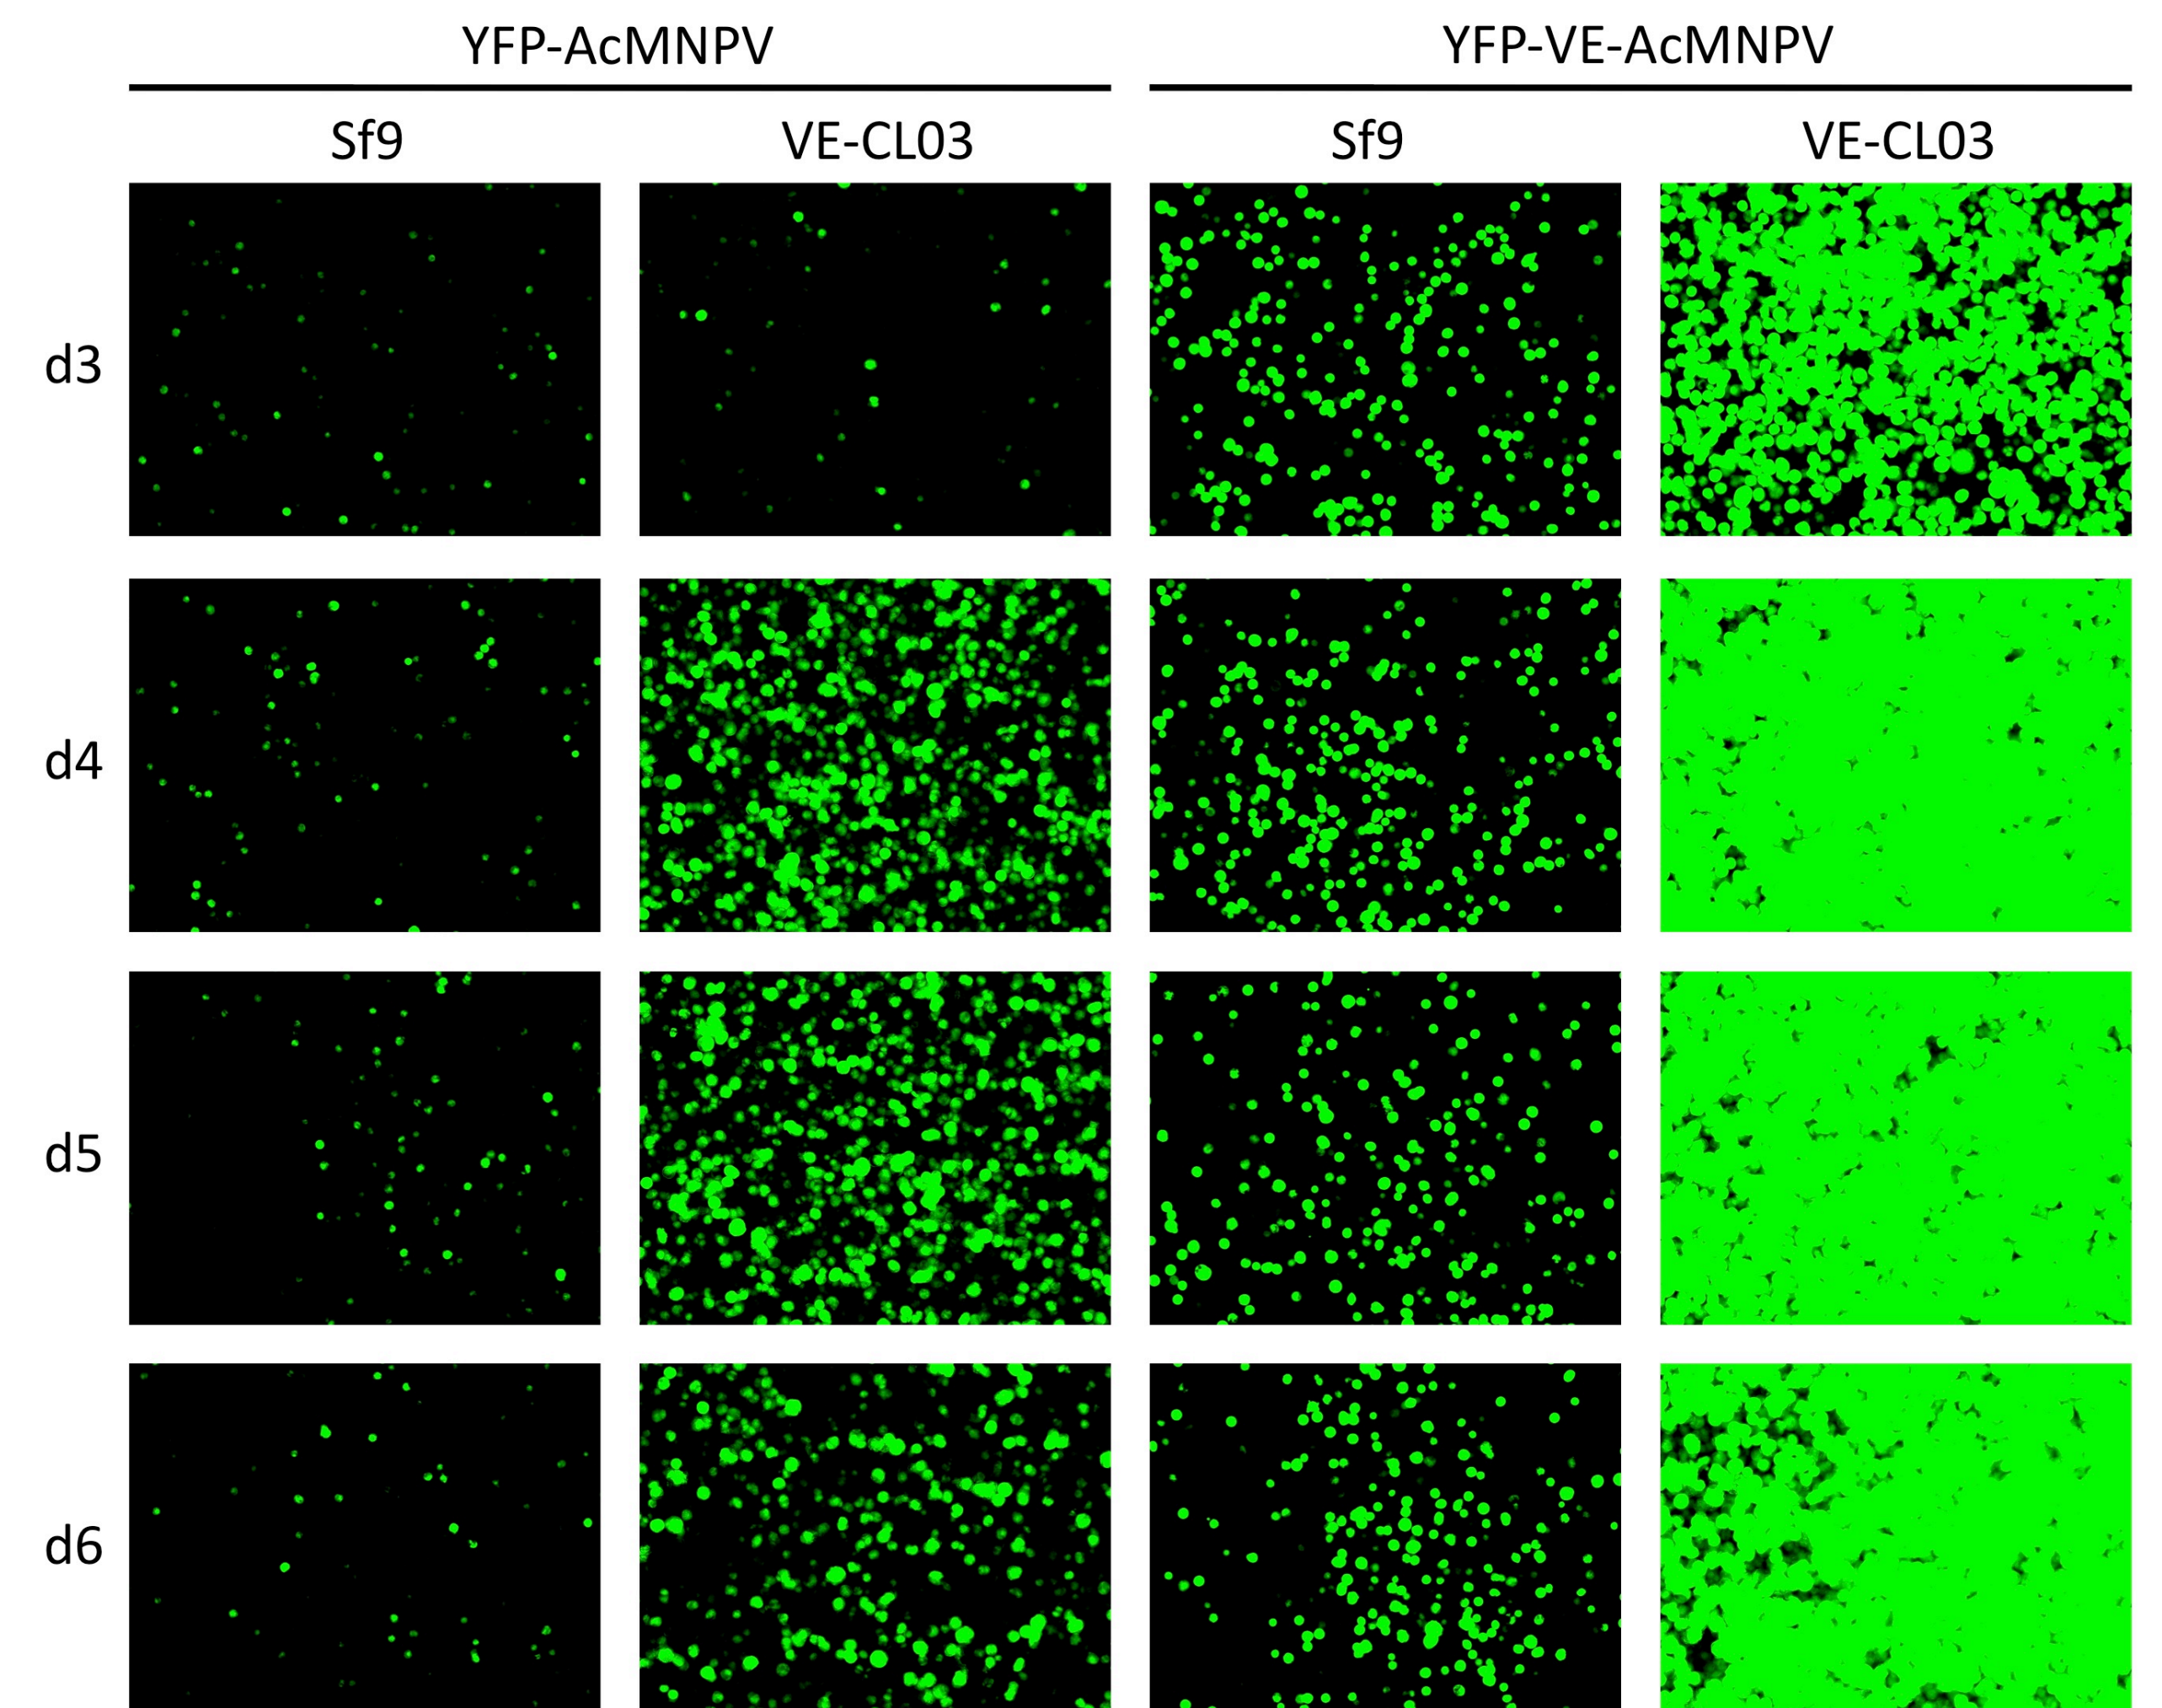 YFP-AcMNPV YFP-VE-AcMNPV
Sf9 VE-CL03 Sf9 VE-CL03
d3
d4
d5
d6